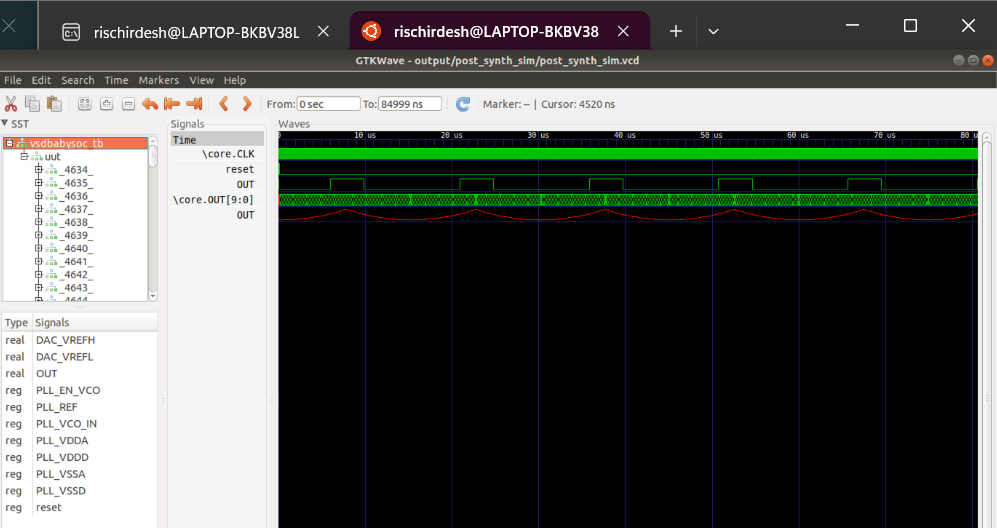 rischirdesh@LAPTOP-BKBV38L
rischirdesh@LAPTOP-BKBV38
GTKWave - output/post_synth_sim/post_synth_sim.vcd
File Edit Search Time Markers View Help
From: 0 sec To: 84999 ns Marker: -- | Cursor: 4520 ns
SST
vsdbabysoc_tb
uut
_4634_
_4635_
_4636_
_4637_
_4638_
_4639_
_4640_
_4641_
_4642_
_4643_
_4644_
Type Signals
real DAC_VREFH
real DAC_VREFL
real OUT
reg PLL_EN_VCO
reg PLL_REF
reg PLL_VCO_IN
reg PLL_VDDA
reg PLL_VDDD
reg PLL_VSSA
reg PLL_VSSD
reg reset
Signals
Time
\core.CLK
reset
OUT
\core.OUT[9:0]
OUT
Waves
0 10 us 20 us 30 us 40 us 50 us 60 us 70 us 80 u